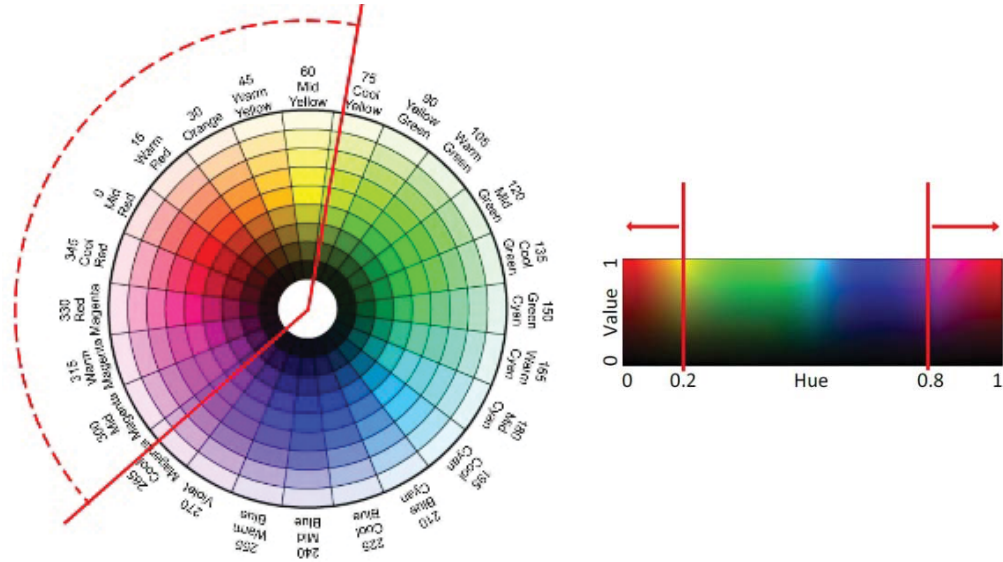 60
Mid
Yellow
75
Cool
Yellow
90
Yellow
Green
105
Warm
Green
120
Mid
Green
135
Cool
Green
150
Green
Cyan
165
Warm
Cyan
180
Mid
Cyan
195
Cool
Cyan
210
Blue
Cyan
225
Cool
Blue
240
Mid
Blue
255
Warm
Blue
270
Violet
285
Cool
Magenta
300
Mid
Magenta
315
Warm
Magenta
330
Red
Magenta
345
Cool
Red
0
Mid
Red
15
Warm
Red
30
Orange
45
Warm
Yellow
0 Value 1
0 0.2 Hue 0.8 1